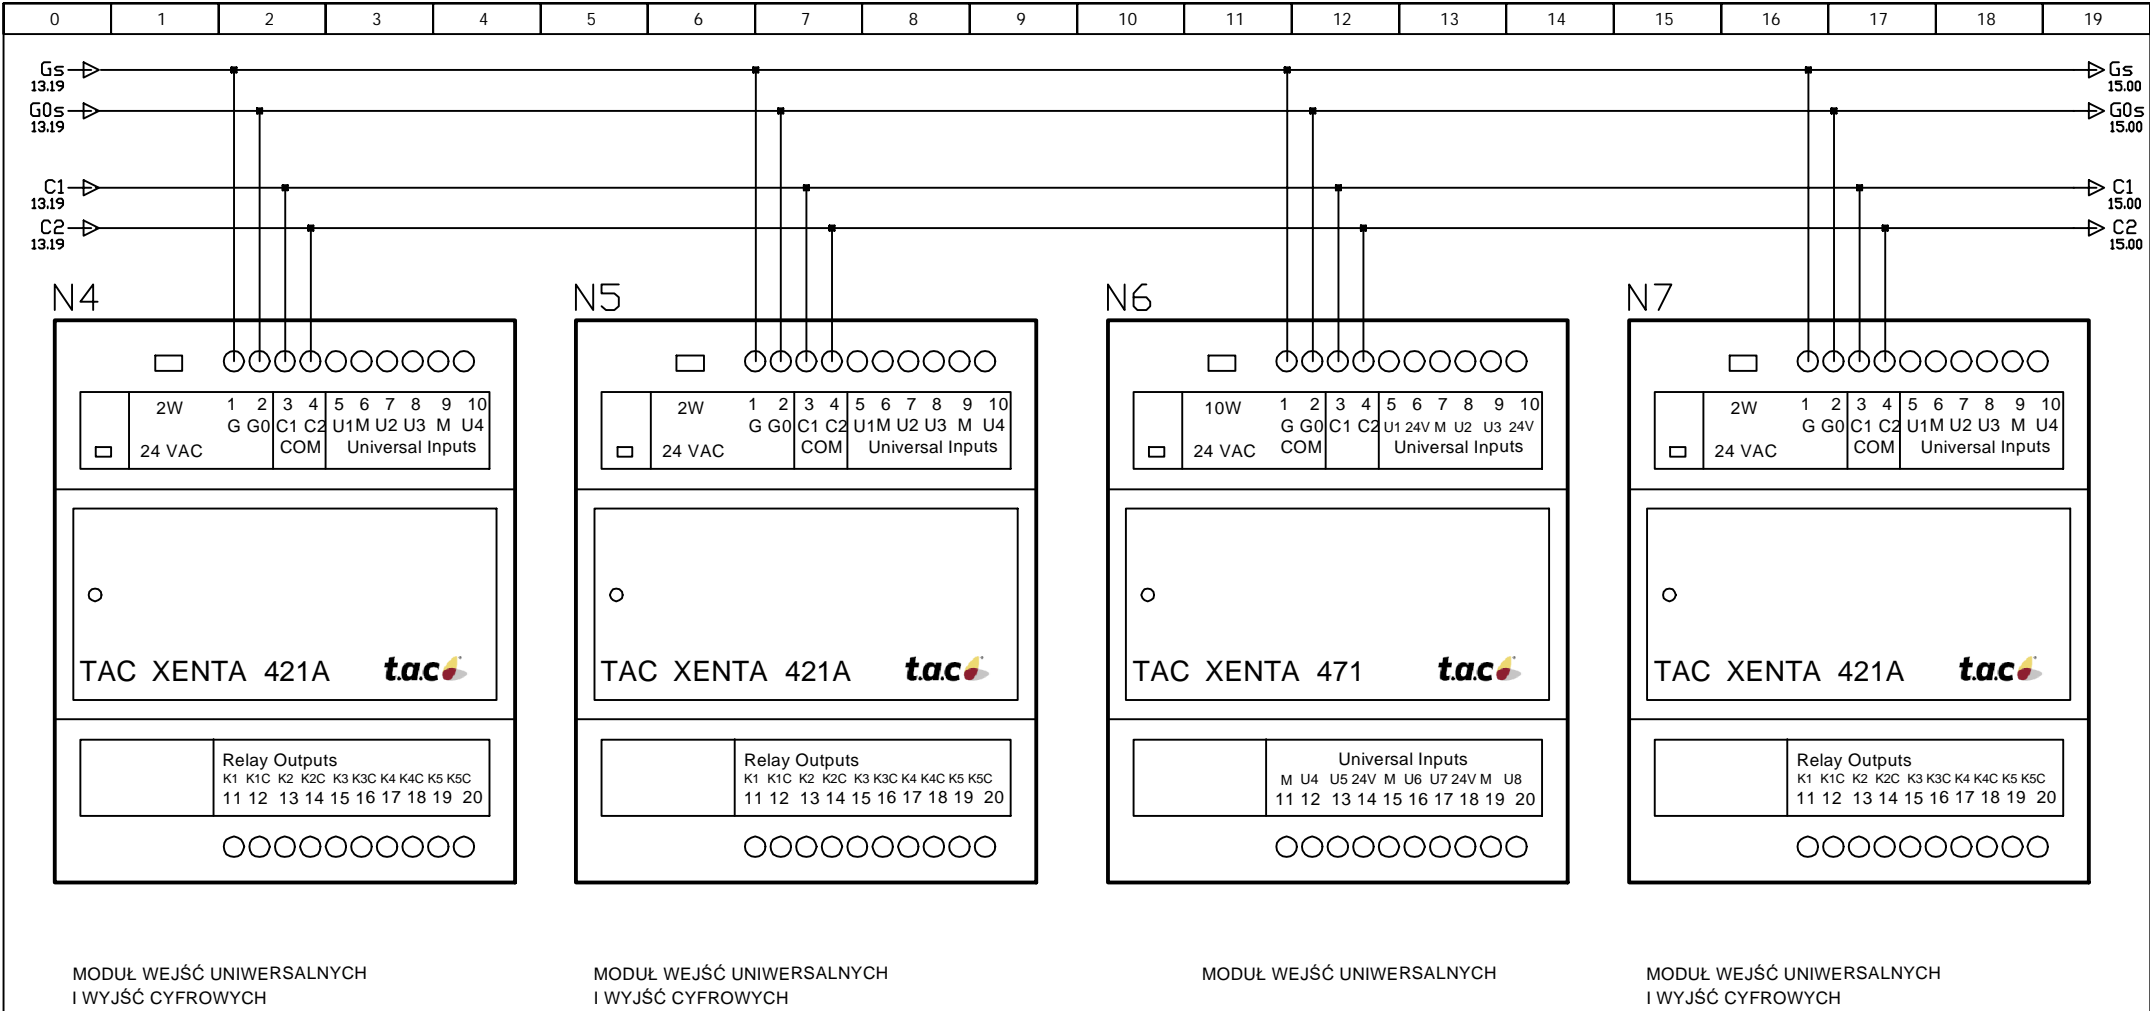 0 1 2 3 4 5 6 7 8 9 10 11 12 13 14 15 16 17 18 19
Gs Gs
13.19 15.00
G0s G0s
13.19 15.00
C1 C1
13.19 15.00
C2 C2
13.19 15.00
N4
2W 1 2 3 4 5 6 7 8 9 10
G G0 C1 C2 U1 M U2 U3 M U4
24 VAC COM Universal Inputs
TAC XENTA 421A t.a.c
Relay Outputs
K1 K1C K2 K2C K3 K3C K4 K4C K5 K5C
11 12 13 14 15 16 17 18 19 20
MODUŁ WEJŚĆ UNIWERSALNYCH
I WYJŚĆ CYFROWYCH
N5
2W 1 2 3 4 5 6 7 8 9 10
G G0 C1 C2 U1 M U2 U3 M U4
24 VAC COM Universal Inputs
TAC XENTA 421A t.a.c
Relay Outputs
K1 K1C K2 K2C K3 K3C K4 K4C K5 K5C
11 12 13 14 15 16 17 18 19 20
MODUŁ WEJŚĆ UNIWERSALNYCH
I WYJŚĆ CYFROWYCH
N6
10W 1 2 3 4 5 6 7 8 9 10
G G0 C1 C2 U1 24V M U2 U3 24V
24 VAC COM Universal Inputs
TAC XENTA 471 t.a.c
Universal Inputs
M U4 U5 24V M U6 U7 24V M U8
11 12 13 14 15 16 17 18 19 20
MODUŁ WEJŚĆ UNIWERSALNYCH
N7
2W 1 2 3 4 5 6 7 8 9 10
G G0 C1 C2 U1 M U2 U3 M U4
24 VAC COM Universal Inputs
TAC XENTA 421A t.a.c
Relay Outputs
K1 K1C K2 K2C K3 K3C K4 K4C K5 K5C
11 12 13 14 15 16 17 18 19 20
MODUŁ WEJŚĆ UNIWERSALNYCH
I WYJŚĆ CYFROWYCH